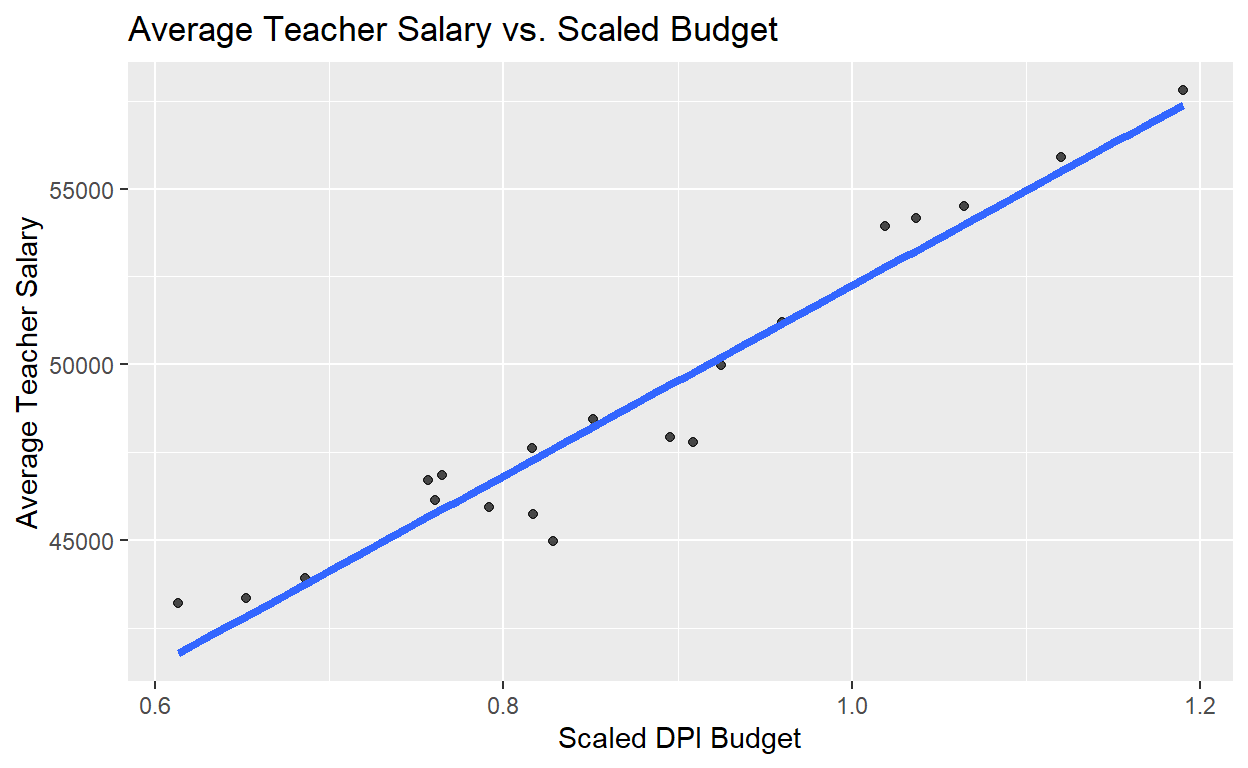 Average Teacher Salary vs. Scaled Budget
Average Teacher Salary
55000
50000
45000
0.6 0.8 1.0 1.2
Scaled DPI Budget